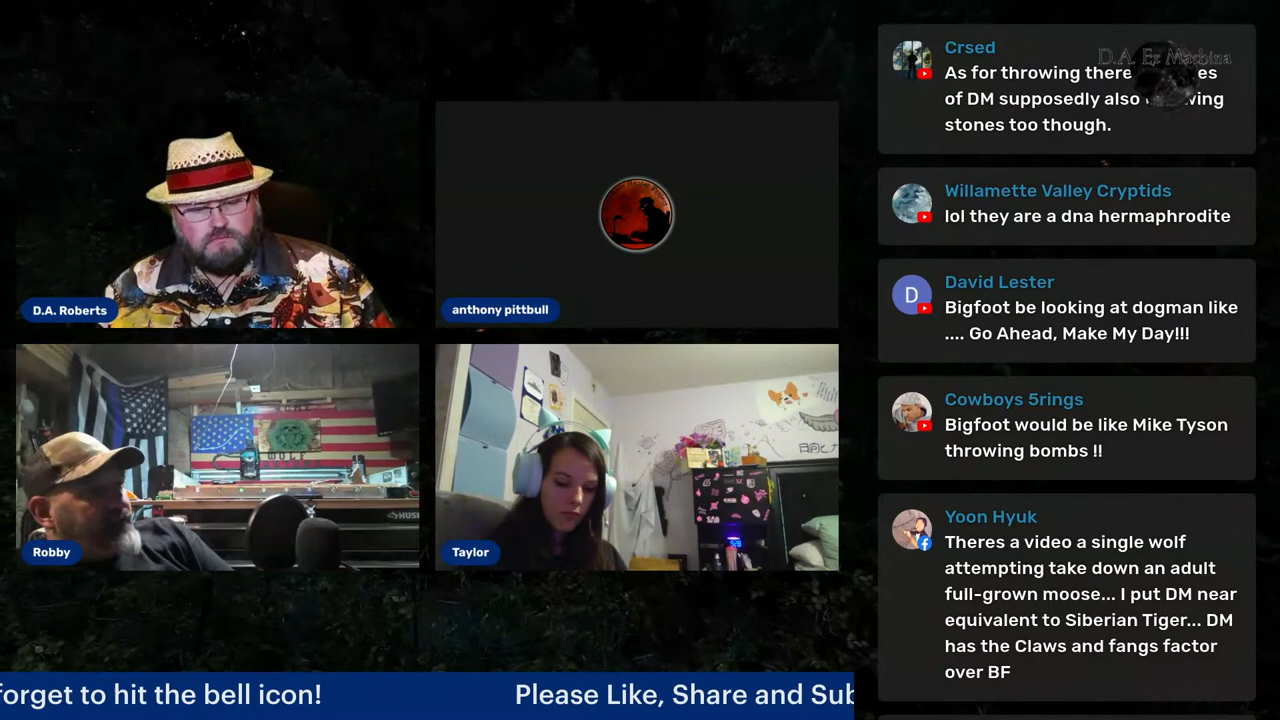 D.A. Roberts
anthony pittbull
Robby
Taylor
HUSK
forget to hit the bell icon!
Please Like, Share and Sub
D.A. Ex Machina
Crsed
As for throwing there
of DM supposedly also
stones too though.
Willamette Valley Cryptids
lol they are a dna hermaphrodite
D
David Lester
Bigfoot be looking at dogman like
.... Go Ahead, Make My Day!!!
Cowboys 5rings
Bigfoot would be like Mike Tyson
throwing bombs !!
Yoon Hyuk
Theres a video a single wolf
attempting take down an adult
full-grown moose... I put DM near
equivalent to Siberian Tiger... DM
has the Claws and fangs factor
over BF